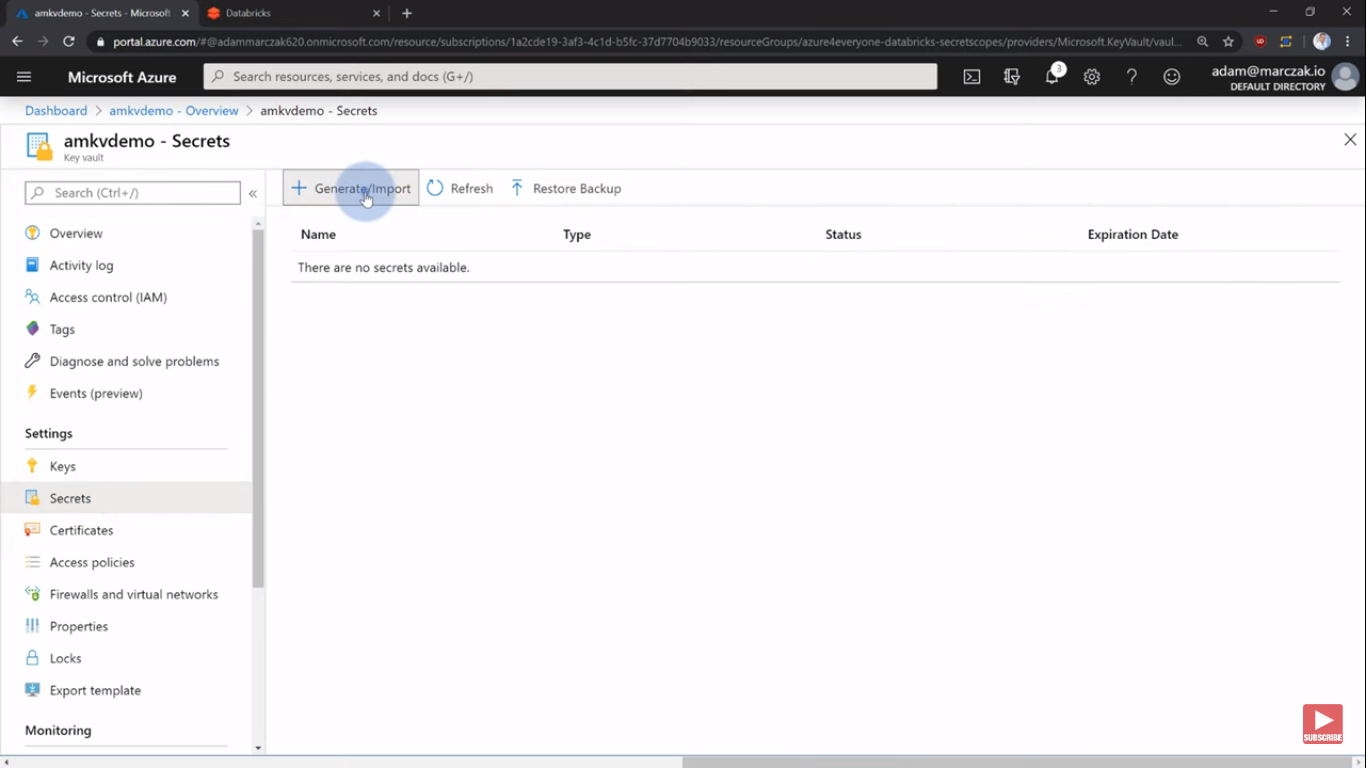 amkvdemo - Secrets - Microsoft
Databricks
portal.azure.com/#@adammarczak620.onmicrosoft.com/resource/subscriptions/1a2cde19-3af3-4c1d-b5fc-37d7704b9033/resourceGroups/azure4everyone-databricks-secretscopes/providers/Microsoft.KeyVault/vaul...
Microsoft Azure
Search resources, services, and docs (G+/)
3
adam@marczak.io
DEFAULT DIRECTORY
Dashboard > amkvdemo - Overview > amkvdemo - Secrets
amkvdemo - Secrets
Key vault
Search (Ctrl+/)
«
Generate/Import
Refresh
Restore Backup
Name Type Status Expiration Date
There are no secrets available.
Overview
Activity log
Access control (IAM)
Tags
Diagnose and solve problems
Events (preview)
Settings
Keys
Secrets
Certificates
Access policies
Firewalls and virtual networks
Properties
Locks
Export template
Monitoring
SUBSCRIBE